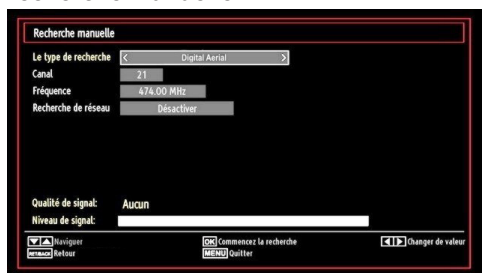 Recherche manuelle
Le type de recherche < Digital Aerial >
Canal 21
Fréquence 474.00 MHz
Recherche de réseau Désactiver
Qualité de signal: Aucun
Niveau de signal:
Naviguer OK Commencez la recherche Changer de valeur
Retour MENU Quitter